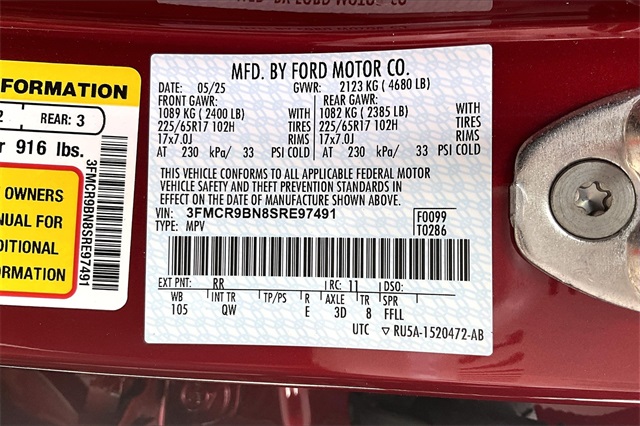 FORMATION
2 REAR: 3
r 916 lbs.
OWNERS
ANUAL FOR
DITIONAL
ORMATION
3FMCR9BN8SRE97491
MFD. BY FORD MOTOR CO.
DATE: 05/25 GVWR: 2123 KG ( 4680 LB)
FRONT GAWR: REAR GAWR:
1089 KG ( 2400 LB) WITH 1082 KG ( 2385 LB) WITH
225/65R17 102H TIRES 225/65R17 102H TIRES
17x7.0J RIMS 17x7.0J RIMS
AT 230 kPa/ 33 PSI COLD AT 230 kPa/ 33 PSI COLD
THIS VEHICLE CONFORMS TO ALL APPLICABLE FEDERAL MOTOR
VEHICLE SAFETY AND THEFT PREVENTION STANDARDS IN
EFFECT ON THE DATE OF MANUFACTURE SHOWN ABOVE.
VIN: 3FMCR9BN8SRE97491 F0099
TYPE: MPV T0286
EXT PNT: RR RC: 11 DSO:
WB INT TR TP/PS R AXLE TR SPR
105 QW E 3D 8 FFLL
UTC ▽ RU5A-1520472-AB